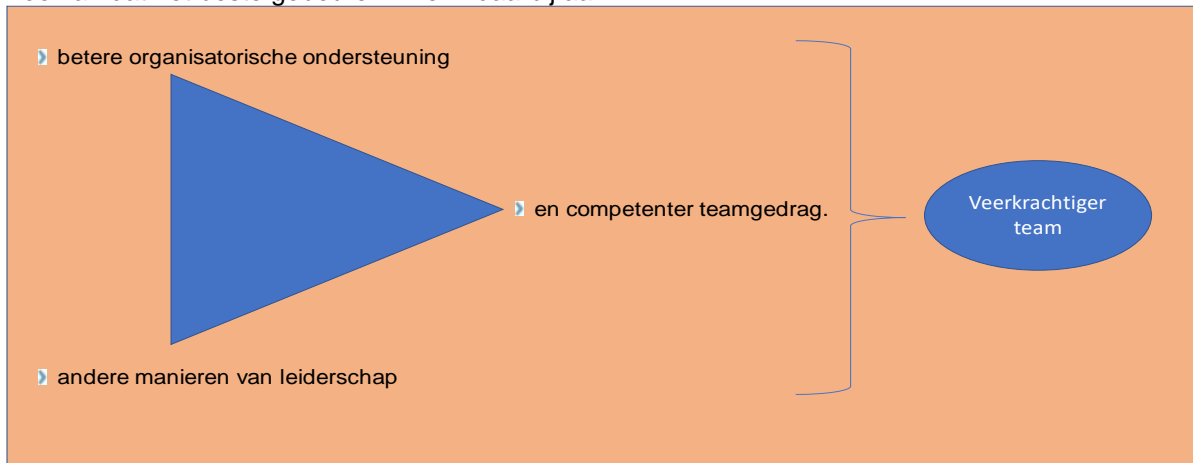 betere organisatorische ondersteuning
en competenter teamgedrag.
Veerkrachtiger
team
andere manieren van leiderschap